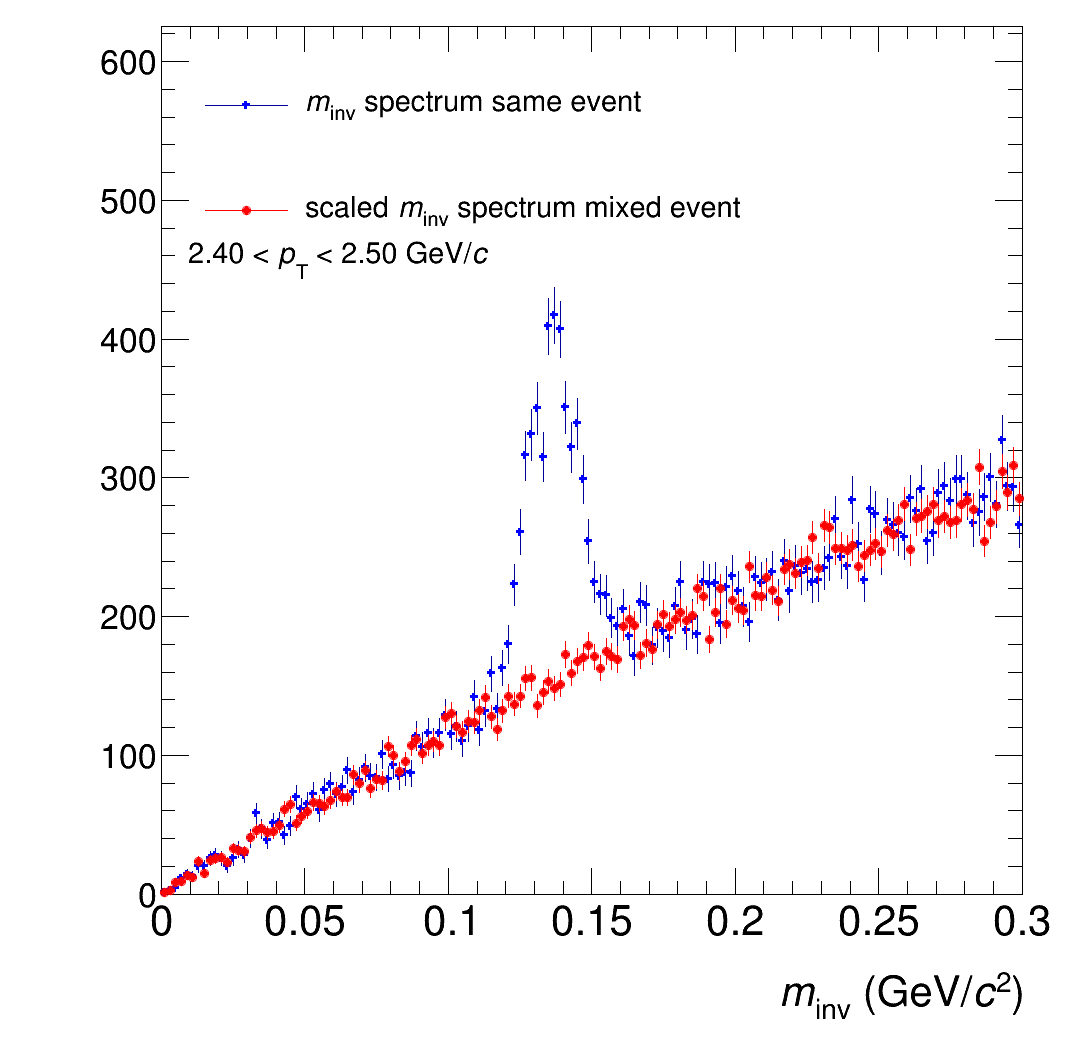 600
500
400
300
200
100
0
m_inv spectrum same event
scaled m_inv spectrum mixed event
2.40 < p_T < 2.50 GeV/c
0 0.05 0.1 0.15 0.2 0.25 0.3
m_inv (GeV/c²)